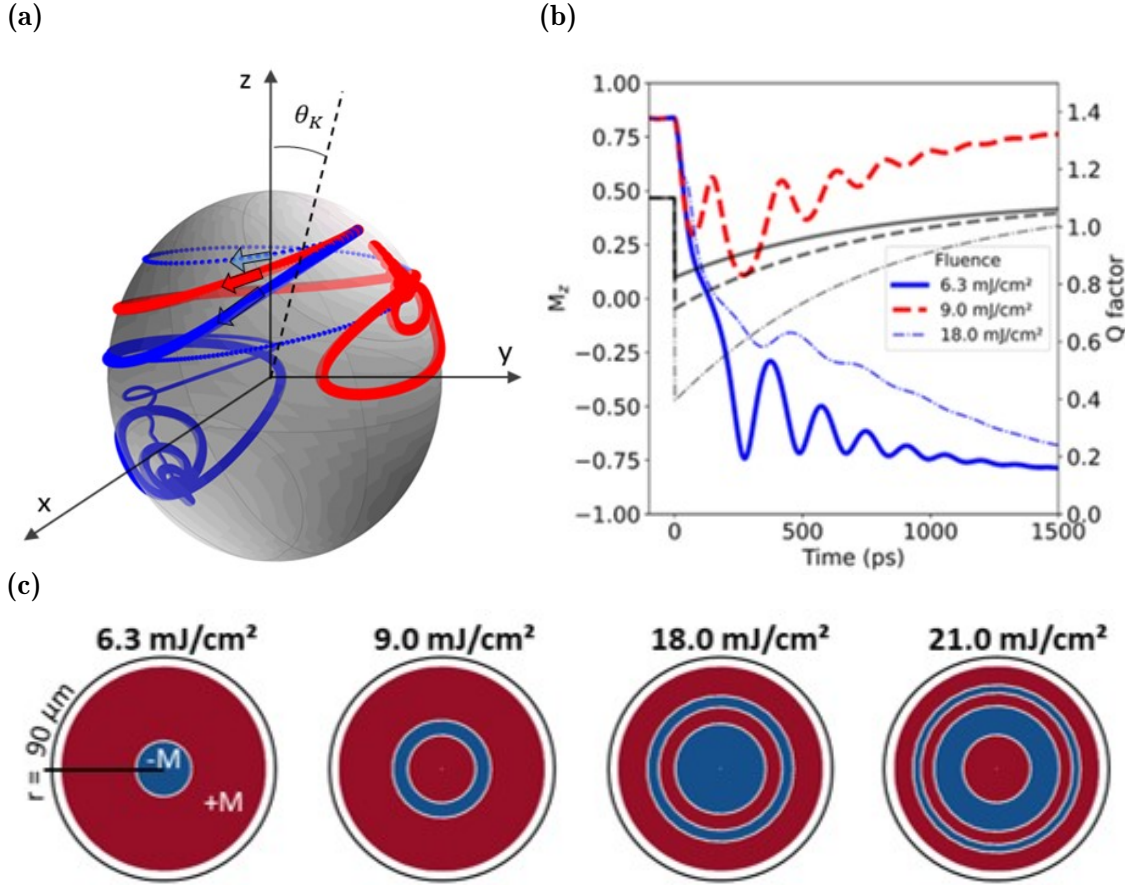 (a)
z
θ_K
y
x
(b)
1.00
0.75
0.50
0.25
0.00
−0.25
−0.50
−0.75
−1.00
M_z
1.4
1.2
1.0
0.8
0.6
0.4
0.2
0.0
Q factor
Fluence
6.3 mJ/cm²
9.0 mJ/cm²
18.0 mJ/cm²
0 500 1000 1500
Time (ps)
(c)
6.3 mJ/cm² 9.0 mJ/cm² 18.0 mJ/cm² 21.0 mJ/cm²
r = 90 μm
-M
+M